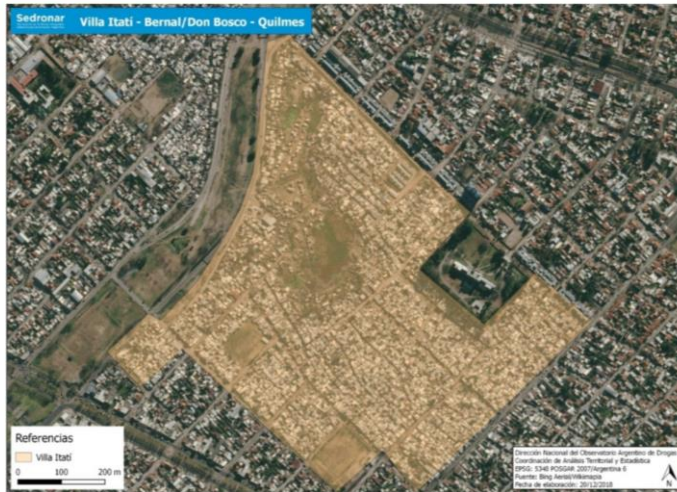 Sedronar
Villa Itatí - Bernal/Don Bosco - Quilmes
Referencias
Villa Itatí
0 100 200 m
Dirección Nacional del Observatorio Argentino de Drogas
Coordinación de Análisis Territorial y Estadística
EPSG: 5348 POSGAR 2007/Argentina 6
Fuente: Bing Aerial/Wikimapia
Fecha de elaboración: 20/12/2018
N